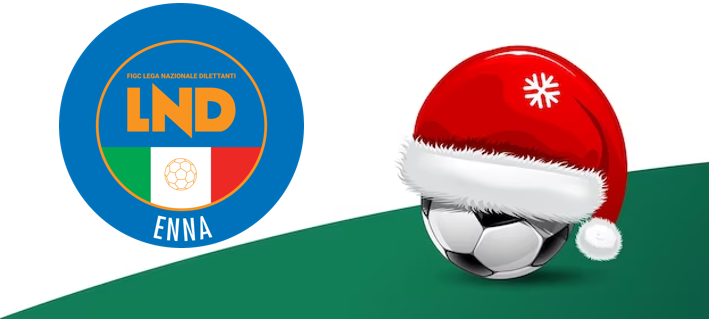 FIGC LEGA NAZIONALE DILETTANTI
LND
ENNA